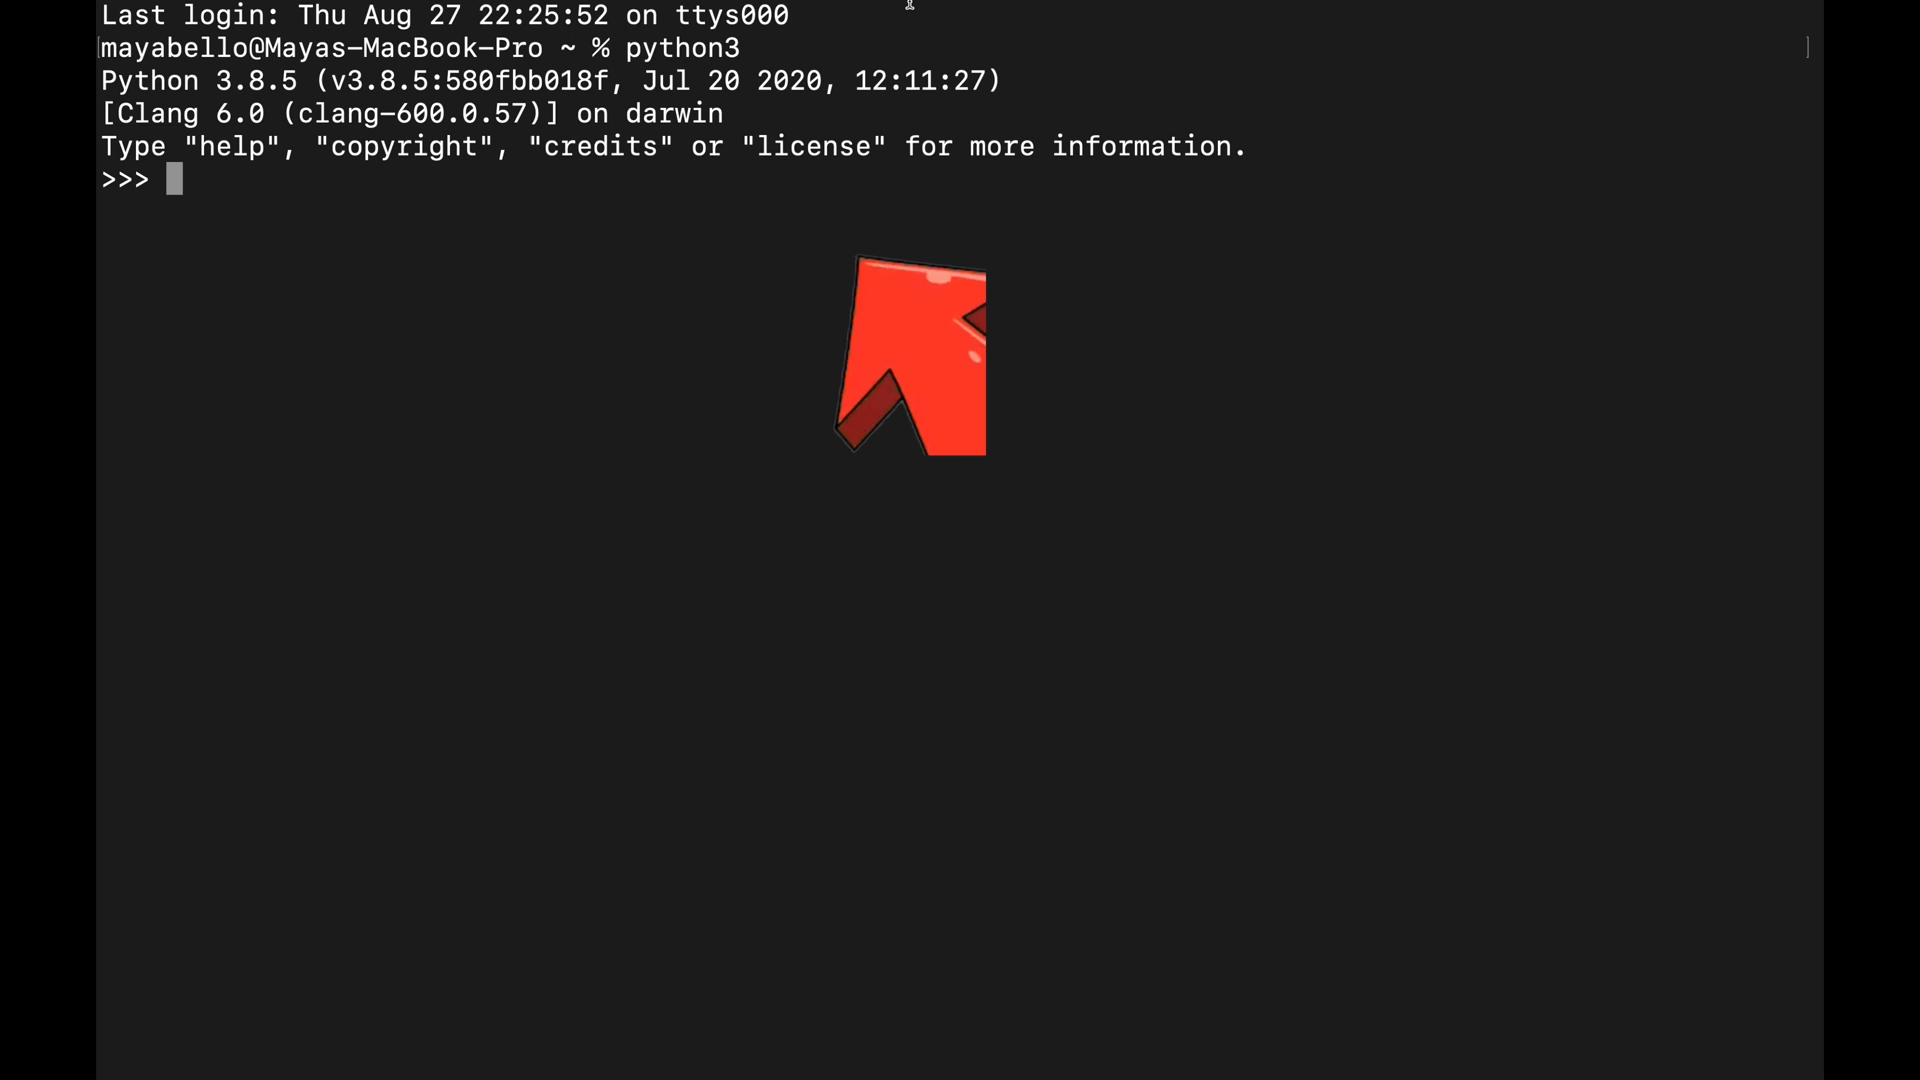 Last login: Thu Aug 27 22:25:52 on ttys000
[mayabello@Mayas-MacBook-Pro ~ % python3 ]
Python 3.8.5 (v3.8.5:580fbb018f, Jul 20 2020, 12:11:27)
[Clang 6.0 (clang-600.0.57)] on darwin
Type "help", "copyright", "credits" or "license" for more information.
>>>